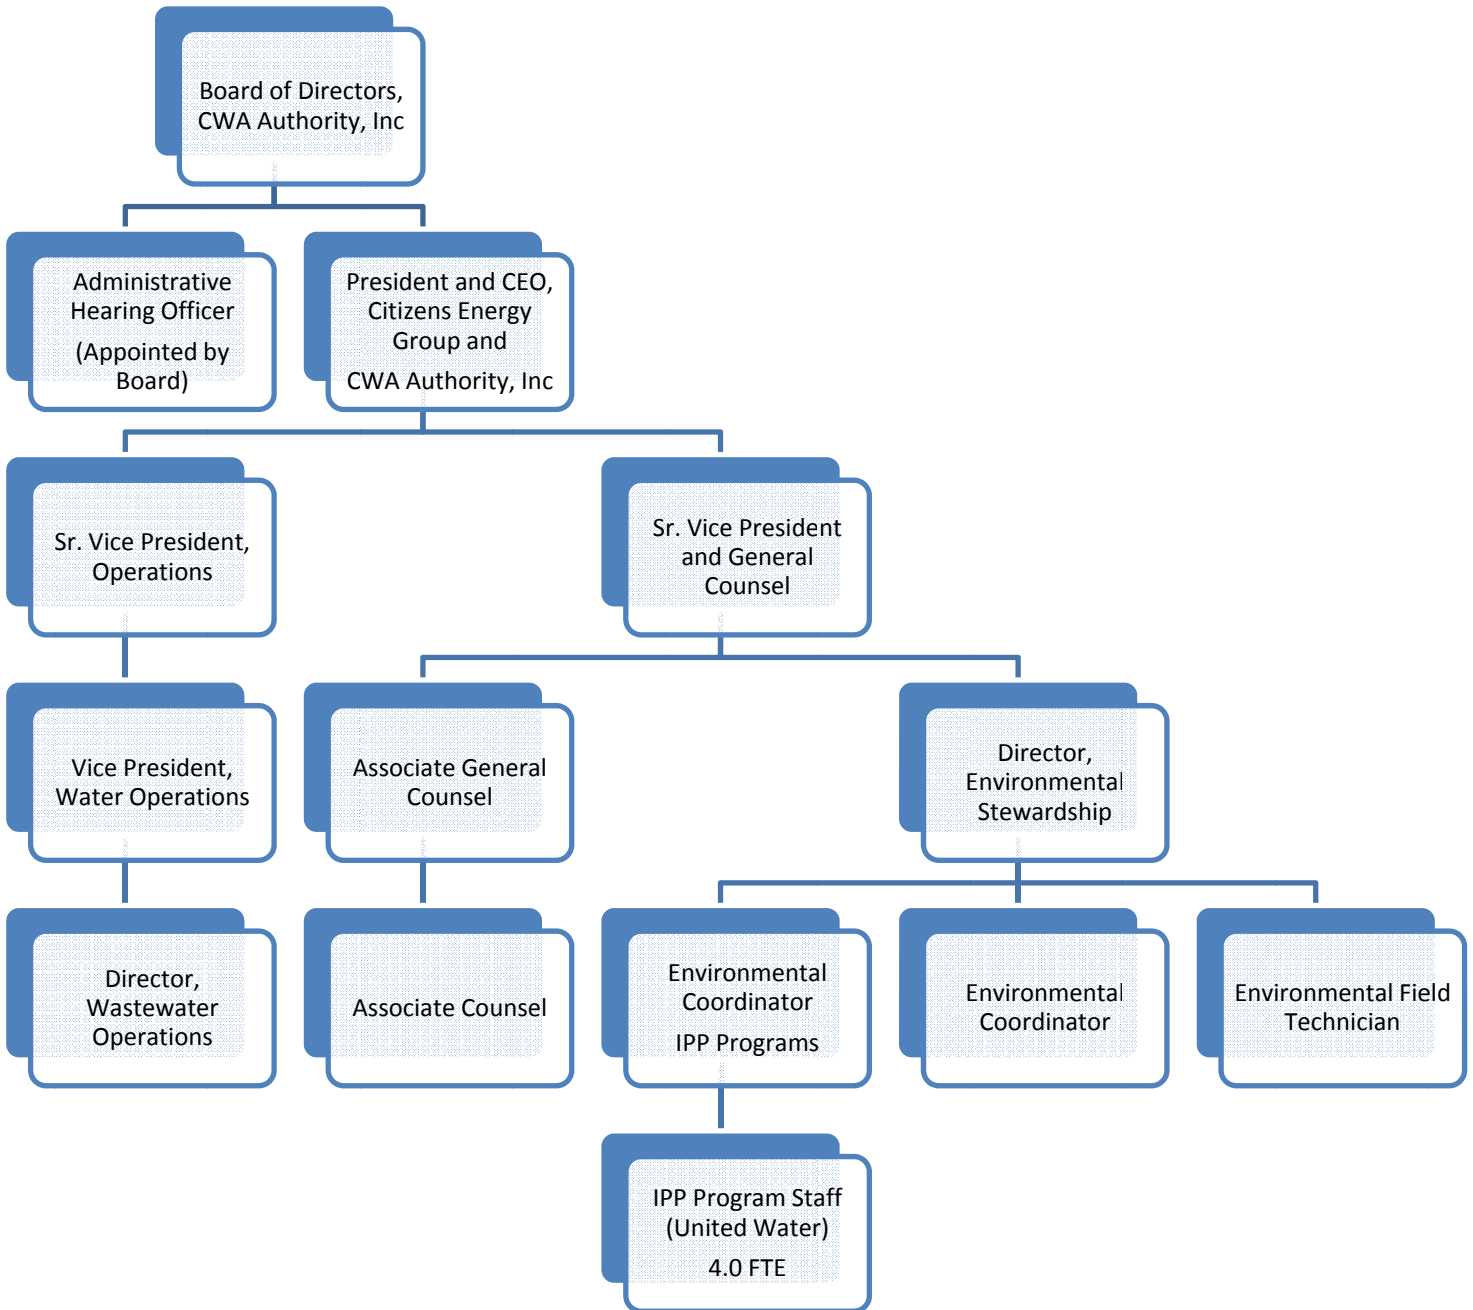 Board of Directors,
CWA Authority, Inc
Administrative
Hearing Officer
(Appointed by
Board)
President and CEO,
Citizens Energy
Group and
CWA Authority, Inc
Sr. Vice President,
Operations
Sr. Vice President
and General
Counsel
Vice President,
Water Operations
Associate General
Counsel
Director,
Environmental
Stewardship
Director,
Wastewater
Operations
Associate Counsel
Environmental
Coordinator
IPP Programs
Environmental
Coordinator
Environmental Field
Technician
IPP Program Staff
(United Water)
4.0 FTE